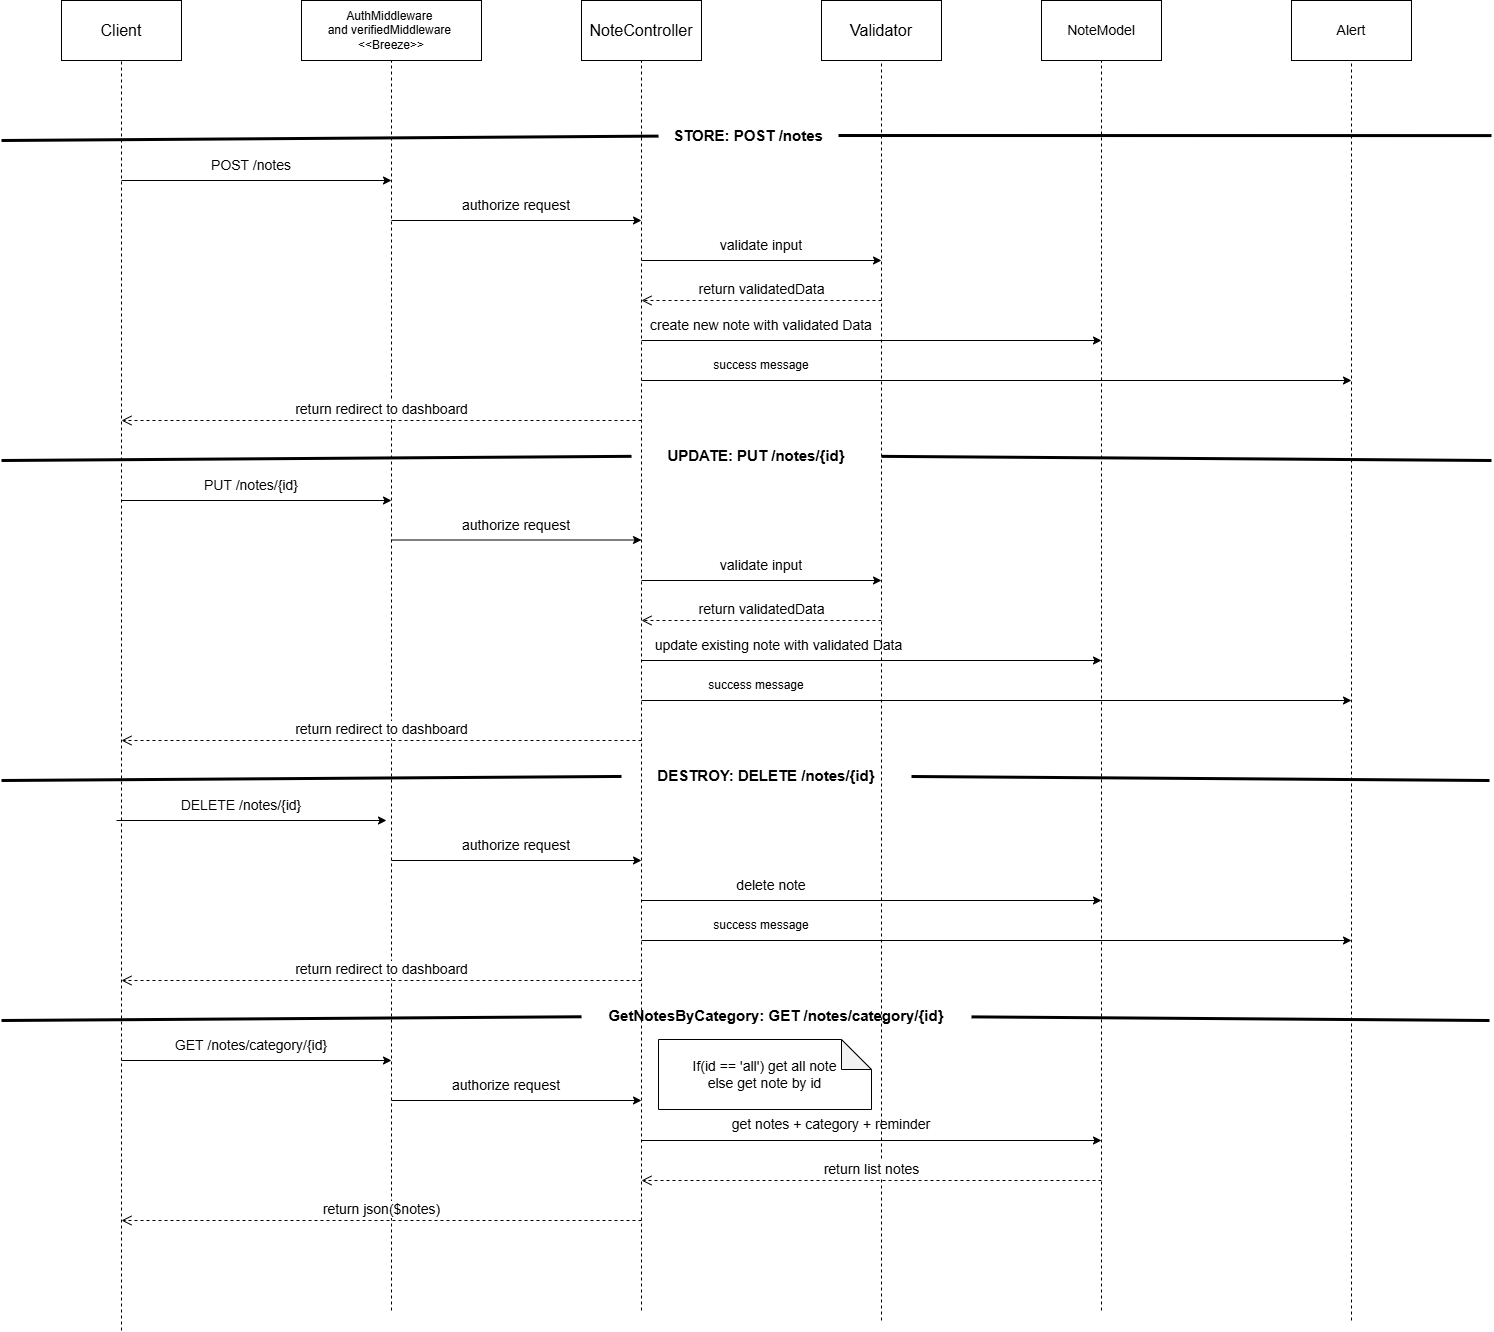 Client
AuthMiddleware
and verifiedMiddleware
<<Breeze>>
NoteController
Validator
NoteModel
Alert
STORE: POST /notes
POST /notes
authorize request
validate input
return validatedData
create new note with validated Data
success message
return redirect to dashboard
UPDATE: PUT /notes/{id}
PUT /notes/{id}
authorize request
validate input
return validatedData
update existing note with validated Data
success message
return redirect to dashboard
DESTROY: DELETE /notes/{id}
DELETE /notes/{id}
authorize request
delete note
success message
return redirect to dashboard
GetNotesByCategory: GET /notes/category/{id}
GET /notes/category/{id}
If(id == 'all') get all note
else get note by id
authorize request
get notes + category + reminder
return list notes
return json($notes)